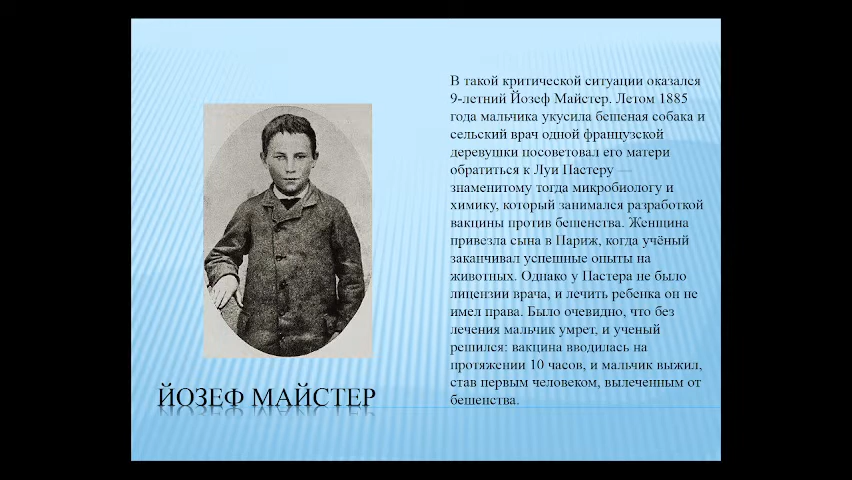 В такой критической ситуации оказался
9-летний Йозеф Майстер. Летом 1885
года мальчика укусила бешеная собака и
сельский врач одной французской
деревушки посоветовал его матери
обратиться к Луи Пастеру —
знаменитому тогда микробиологу и
химику, который занимался разработкой
вакцины против бешенства. Женщина
привезла сына в Париж, когда учёный
заканчивал успешные опыты на
животных. Однако у Пастера не было
лицензии врача, и лечить ребенка он не
имел права. Было очевидно, что без
лечения мальчик умрет, и ученый
решился: вакцина вводилась на
протяжении 10 часов, и мальчик выжил,
став первым человеком, вылеченным от
бешенства.
ЙОЗЕФ МАЙСТЕР